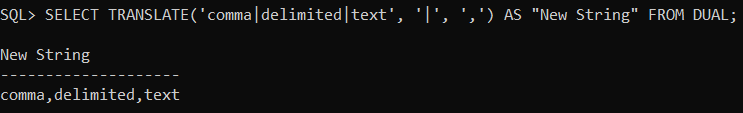 SQL> SELECT TRANSLATE('comma|delimited|text', '|', ',') AS "New String" FROM DUAL;
New String
--------------------
comma,delimited,text